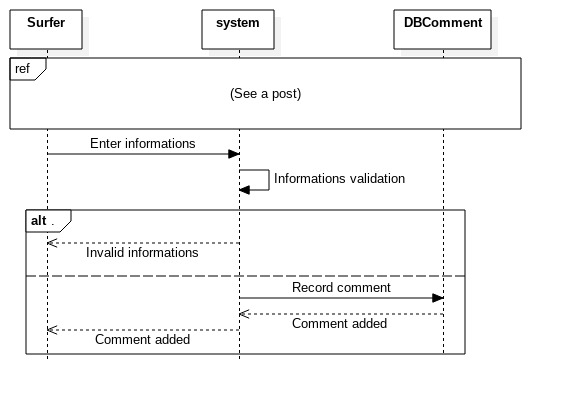 Surfer
system
DBComment
ref
(See a post)
Enter informations
Informations validation
alt .
Invalid informations
Record comment
Comment added
Comment added